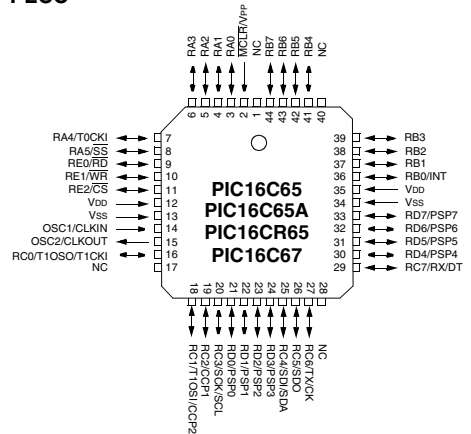 PLCC
RA3
RA2
RA1
RA0
MCLR/VPP
NC
RB7
RB6
RB5
RB4
NC
6
5
4
3
2
1
44
43
42
41
40
RA4/T0CKI 7
RA5/SS 8
RE0/RD 9
RE1/WR 10
RE2/CS 11
VDD 12
VSS 13
OSC1/CLKIN 14
OSC2/CLKOUT 15
RC0/T1OSO/T1CKI 16
NC 17
PIC16C65
PIC16C65A
PIC16CR65
PIC16C67
39 RB3
38 RB2
37 RB1
36 RB0/INT
35 VDD
34 VSS
33 RD7/PSP7
32 RD6/PSP6
31 RD5/PSP5
30 RD4/PSP4
29 RC7/RX/DT
18
19
20
21
22
23
24
25
26
27
28
RC1/T1OSI/CCP2
RC2/CCP1
RC3/SCK/SCL
RD0/PSP0
RD1/PSP1
RD2/PSP2
RD3/PSP3
RC4/SDI/SDA
RC5/SDO
RC6/TX/CK
NC